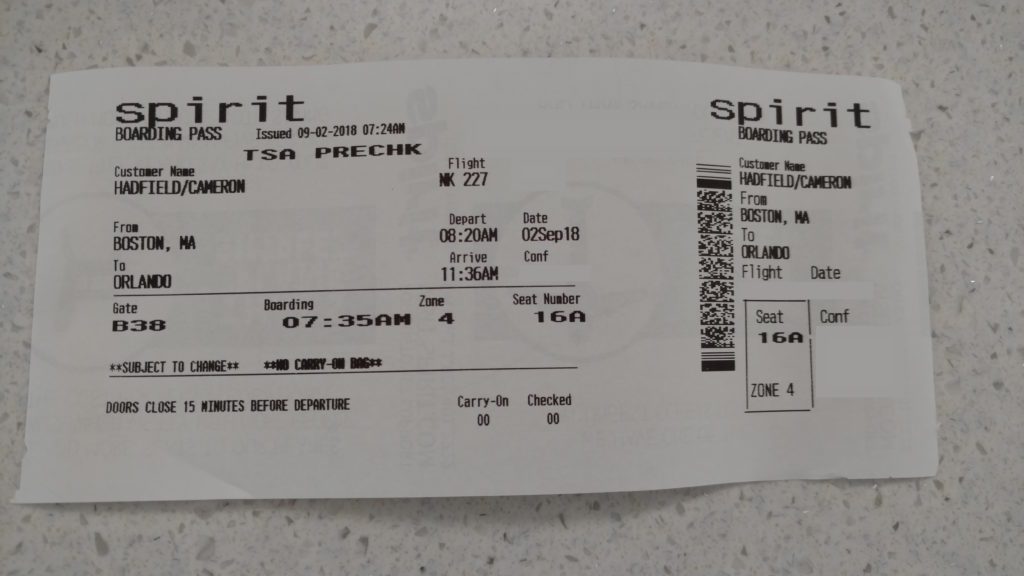 spirit
BOARDING PASS Issued 09-02-2018 07:24AM
TSA PRECHK
Customer Name Flight
HADFIELD/CAMERON NK 227
From Depart Date
BOSTON, MA 08:20AM 02Sep18
To Arrive Conf
ORLANDO 11:36AM
Gate Boarding Zone Seat Number
B38 07:35AM 4 16A
**SUBJECT TO CHANGE** **NO CARRY-ON BAG**
DOORS CLOSE 15 MINUTES BEFORE DEPARTURE Carry-On Checked
00 00
spirit
BOARDING PASS
Customer Name
HADFIELD/CAMERON
From
BOSTON, MA
To
ORLANDO
Flight Date
Seat Conf
16A
ZONE 4